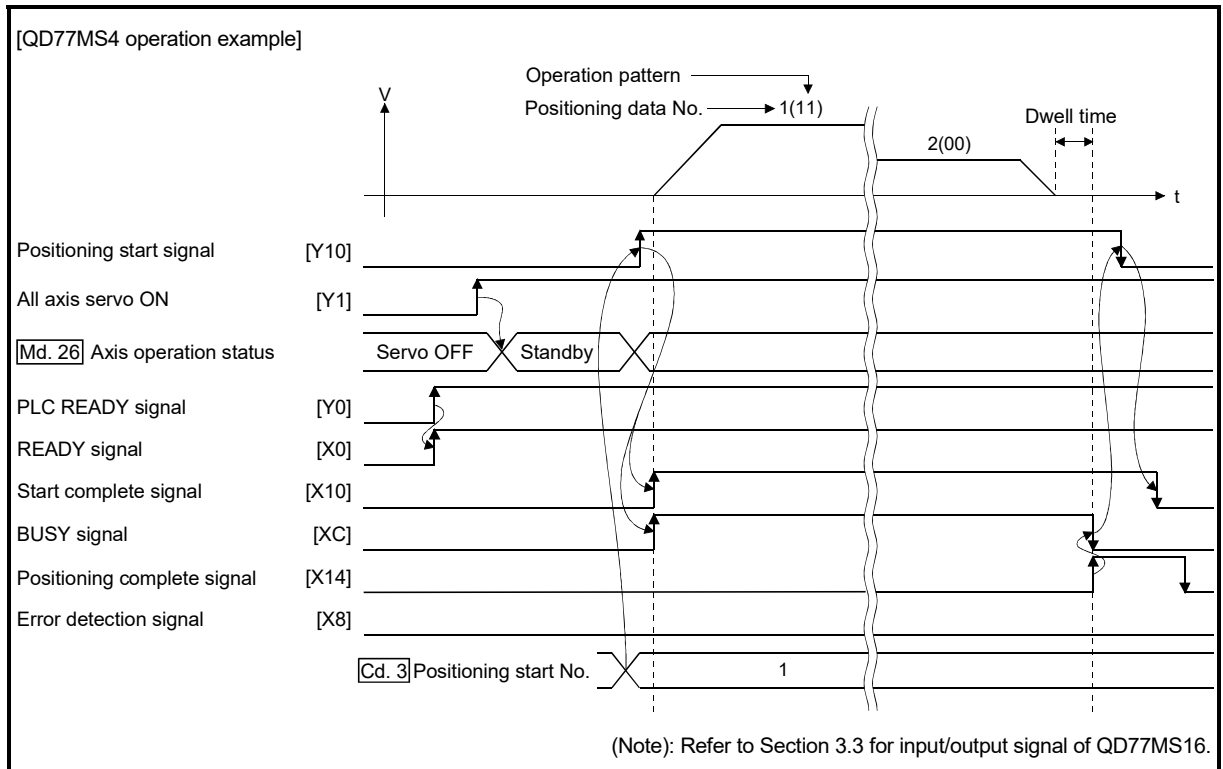 [QD77MS4 operation example]
Operation pattern
V
Positioning data No.
1(11)
Dwell time
2(00)
t
Positioning start signal [Y10]
All axis servo ON [Y1]
Md. 26 Axis operation status
Servo OFF
Standby
PLC READY signal [Y0]
READY signal [X0]
Start complete signal [X10]
BUSY signal [XC]
Positioning complete signal [X14]
Error detection signal [X8]
Cd. 3 Positioning start No.
1
(Note): Refer to Section 3.3 for input/output signal of QD77MS16.